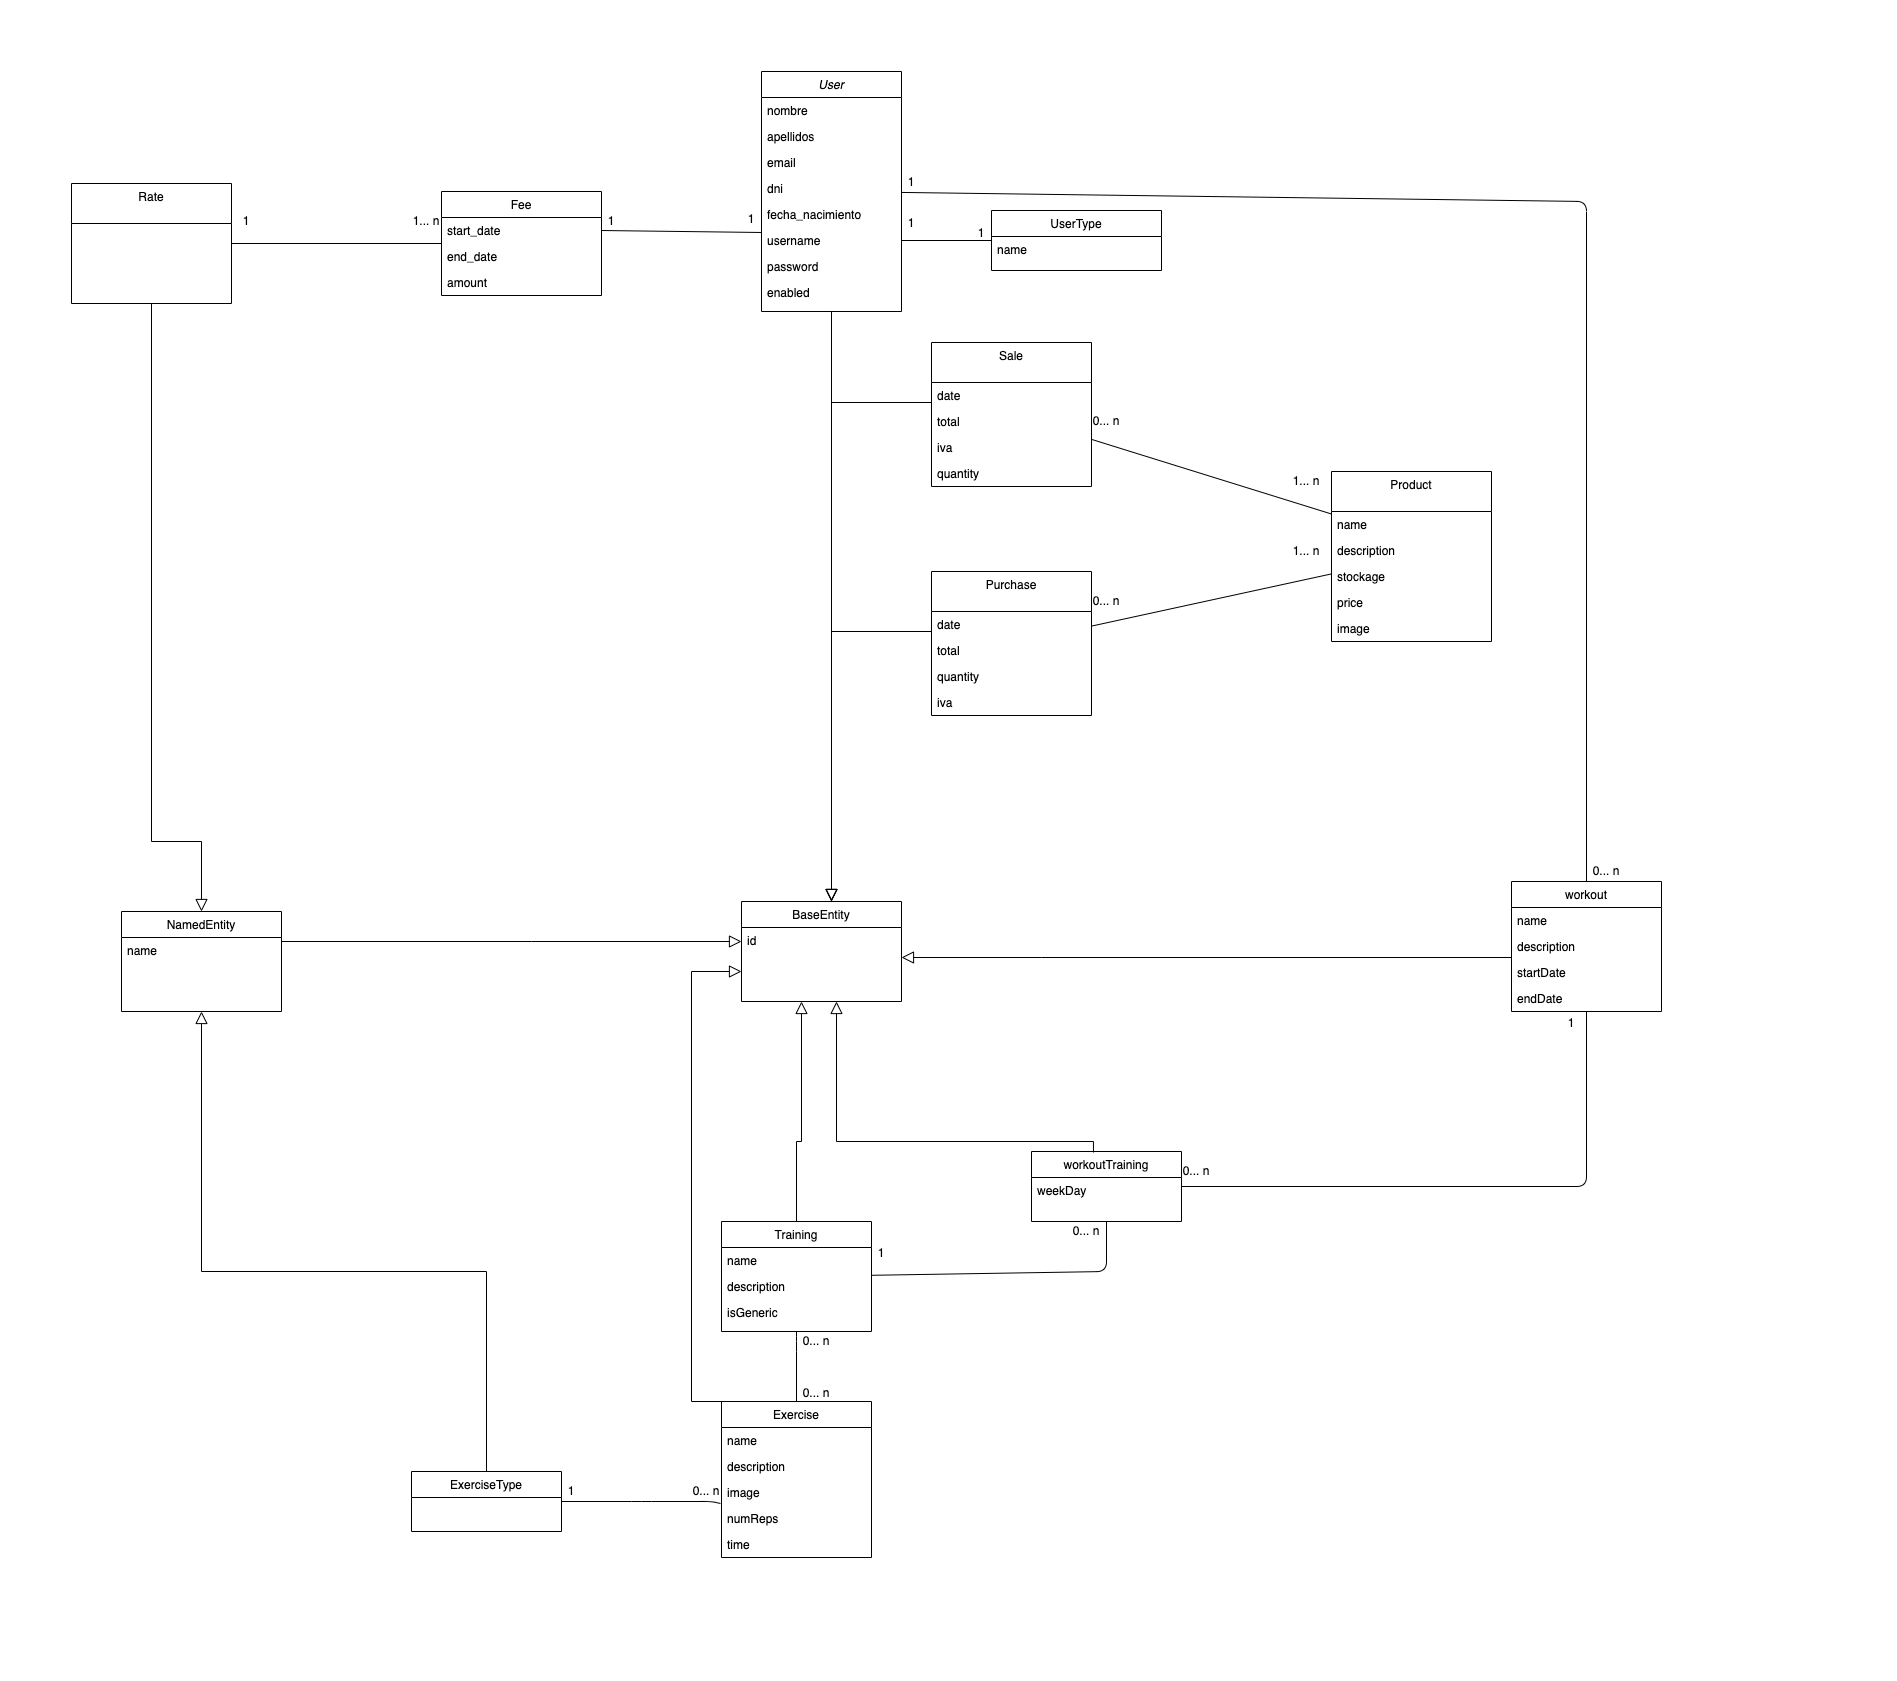 User
nombre
apellidos
email
dni
fecha_nacimiento
username
password
enabled
1
1
1
1
UserType
name
Rate
1
1... n
Fee
start_date
end_date
amount
1
Sale
date
total
iva
quantity
0... n
1... n
Product
name
description
stockage
price
image
1... n
0... n
Purchase
date
total
quantity
iva
0... n
workout
name
description
startDate
endDate
1
NamedEntity
name
BaseEntity
id
workoutTraining
weekDay
0... n
0... n
Training
name
description
isGeneric
1
0... n
0... n
Exercise
name
description
image
numReps
time
ExerciseType
1
0... n